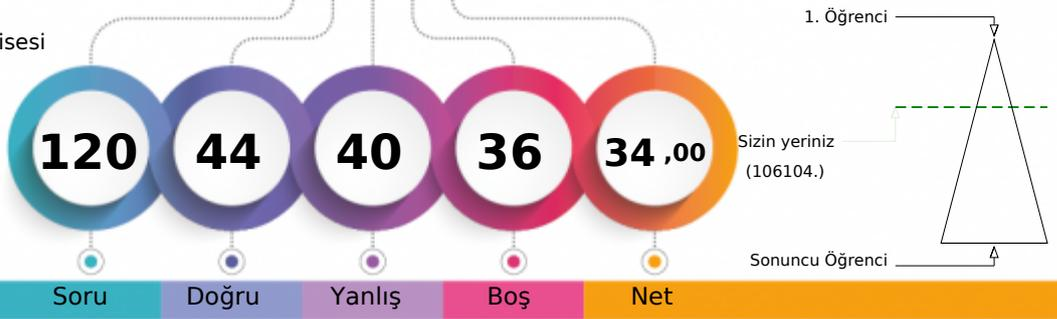 isesi
1. Öğrenci
120 44 40 36 34 ,00
Sizin yeriniz
(106104.)
Sonuncu Öğrenci
Soru Doğru Yanlış Boş Net